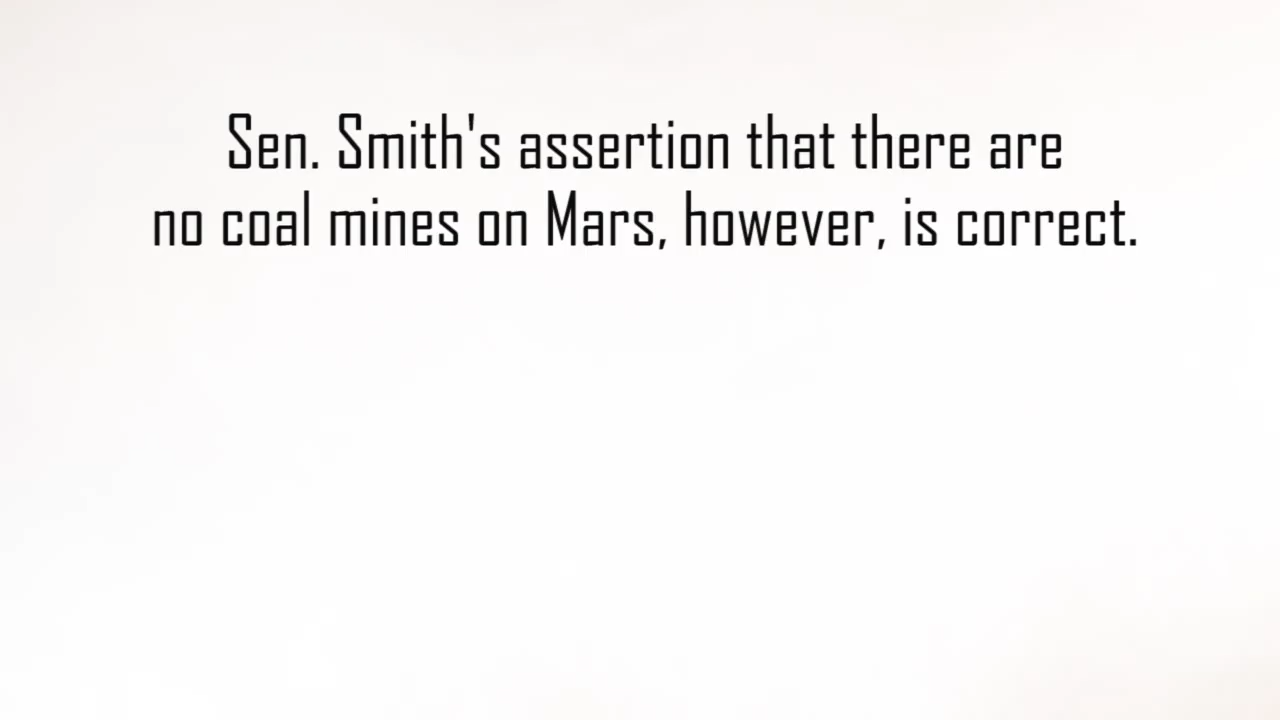 Sen. Smith's assertion that there are
no coal mines on Mars, however, is correct.